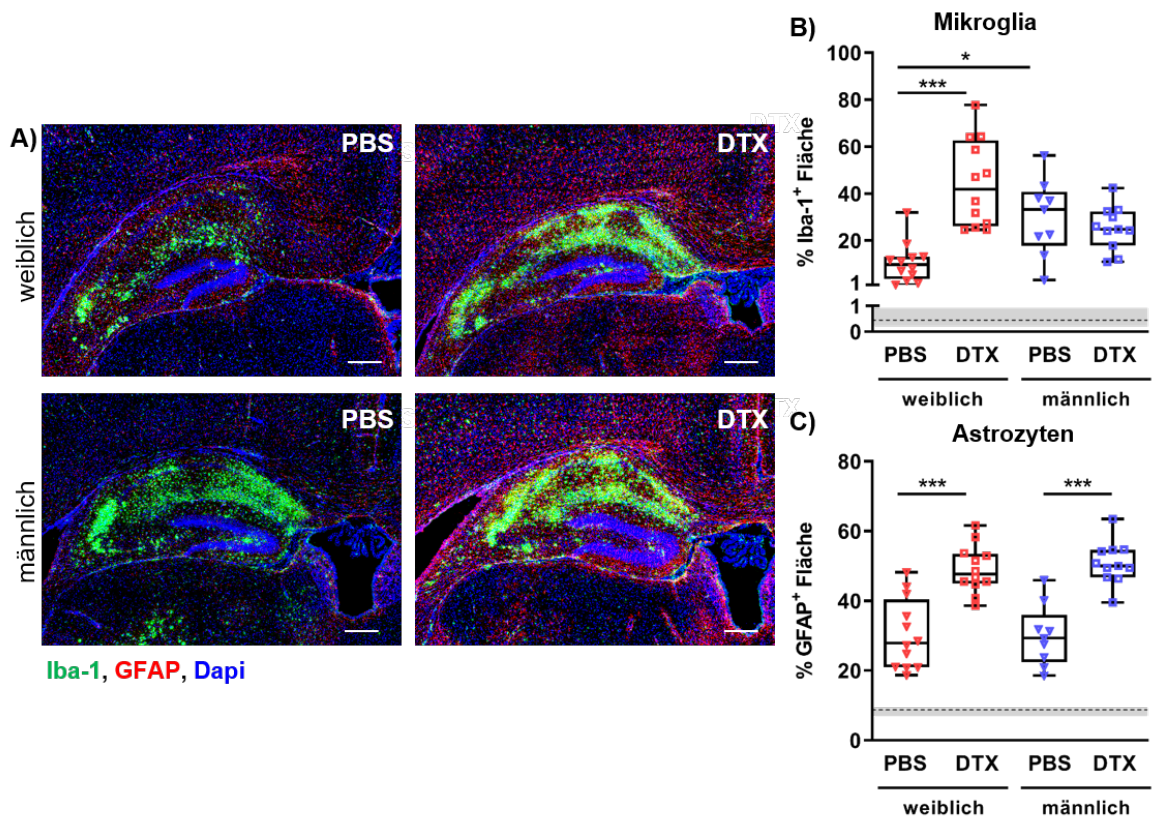 A)
PBS
DTX
weiblich
PBS
DTX
männlich
Iba-1, GFAP, Dapi
B)
Mikroglia
% Iba-1⁺ Fläche
100
80
60
40
20
1
1
0
*
***
PBS DTX PBS DTX
weiblich männlich
C)
Astrozyten
% GFAP⁺ Fläche
80
60
40
20
0
***
***
PBS DTX PBS DTX
weiblich männlich